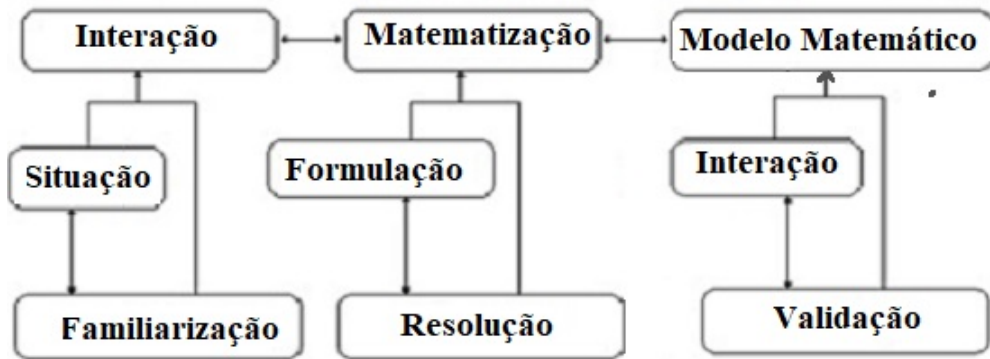 Interação
Matematização
Modelo Matemático
Situação
Formulação
Interação
Familiarização
Resolução
Validação